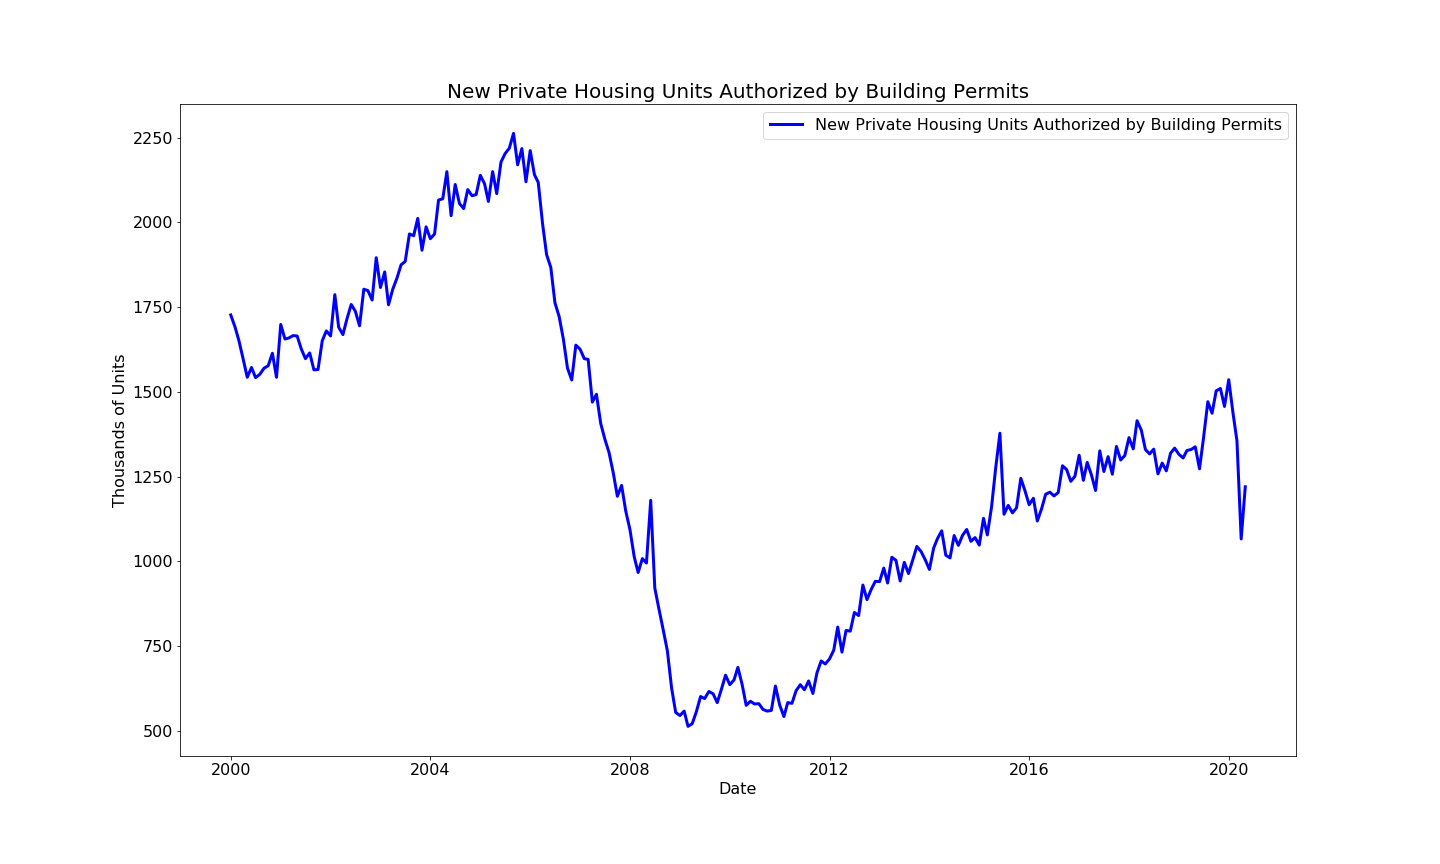 New Private Housing Units Authorized by Building Permits
New Private Housing Units Authorized by Building Permits
2250
2000
1750
1500
1250
1000
750
500
Thousands of Units
2000 2004 2008 2012 2016 2020
Date